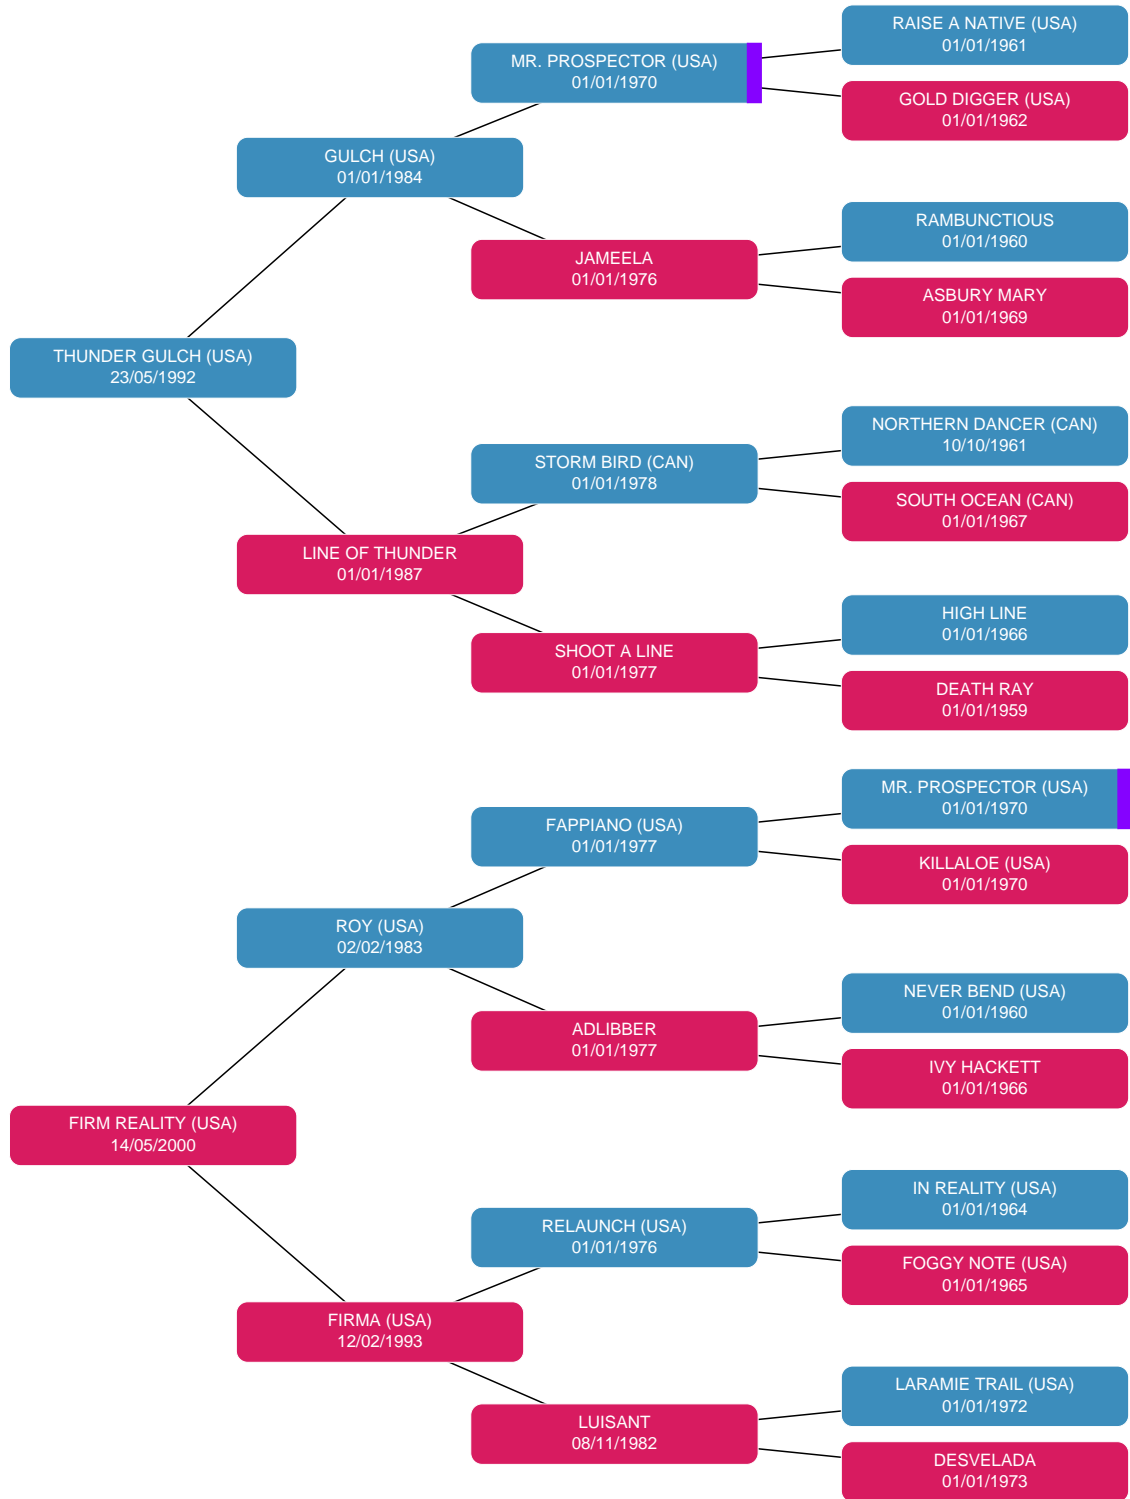 RAISE A NATIVE (USA)
01/01/1961
MR. PROSPECTOR (USA)
01/01/1970
GOLD DIGGER (USA)
01/01/1962
GULCH (USA)
01/01/1984
RAMBUNCTIOUS
01/01/1960
JAMEELA
01/01/1976
ASBURY MARY
01/01/1969
THUNDER GULCH (USA)
23/05/1992
NORTHERN DANCER (CAN)
10/10/1961
STORM BIRD (CAN)
01/01/1978
SOUTH OCEAN (CAN)
01/01/1967
LINE OF THUNDER
01/01/1987
HIGH LINE
01/01/1966
SHOOT A LINE
01/01/1977
DEATH RAY
01/01/1959
MR. PROSPECTOR (USA)
01/01/1970
FAPPIANO (USA)
01/01/1977
KILLALOE (USA)
01/01/1970
ROY (USA)
02/02/1983
NEVER BEND (USA)
01/01/1960
ADLIBBER
01/01/1977
IVY HACKETT
01/01/1966
FIRM REALITY (USA)
14/05/2000
IN REALITY (USA)
01/01/1964
RELAUNCH (USA)
01/01/1976
FOGGY NOTE (USA)
01/01/1965
FIRMA (USA)
12/02/1993
LARAMIE TRAIL (USA)
01/01/1972
LUISANT
08/11/1982
DESVELADA
01/01/1973